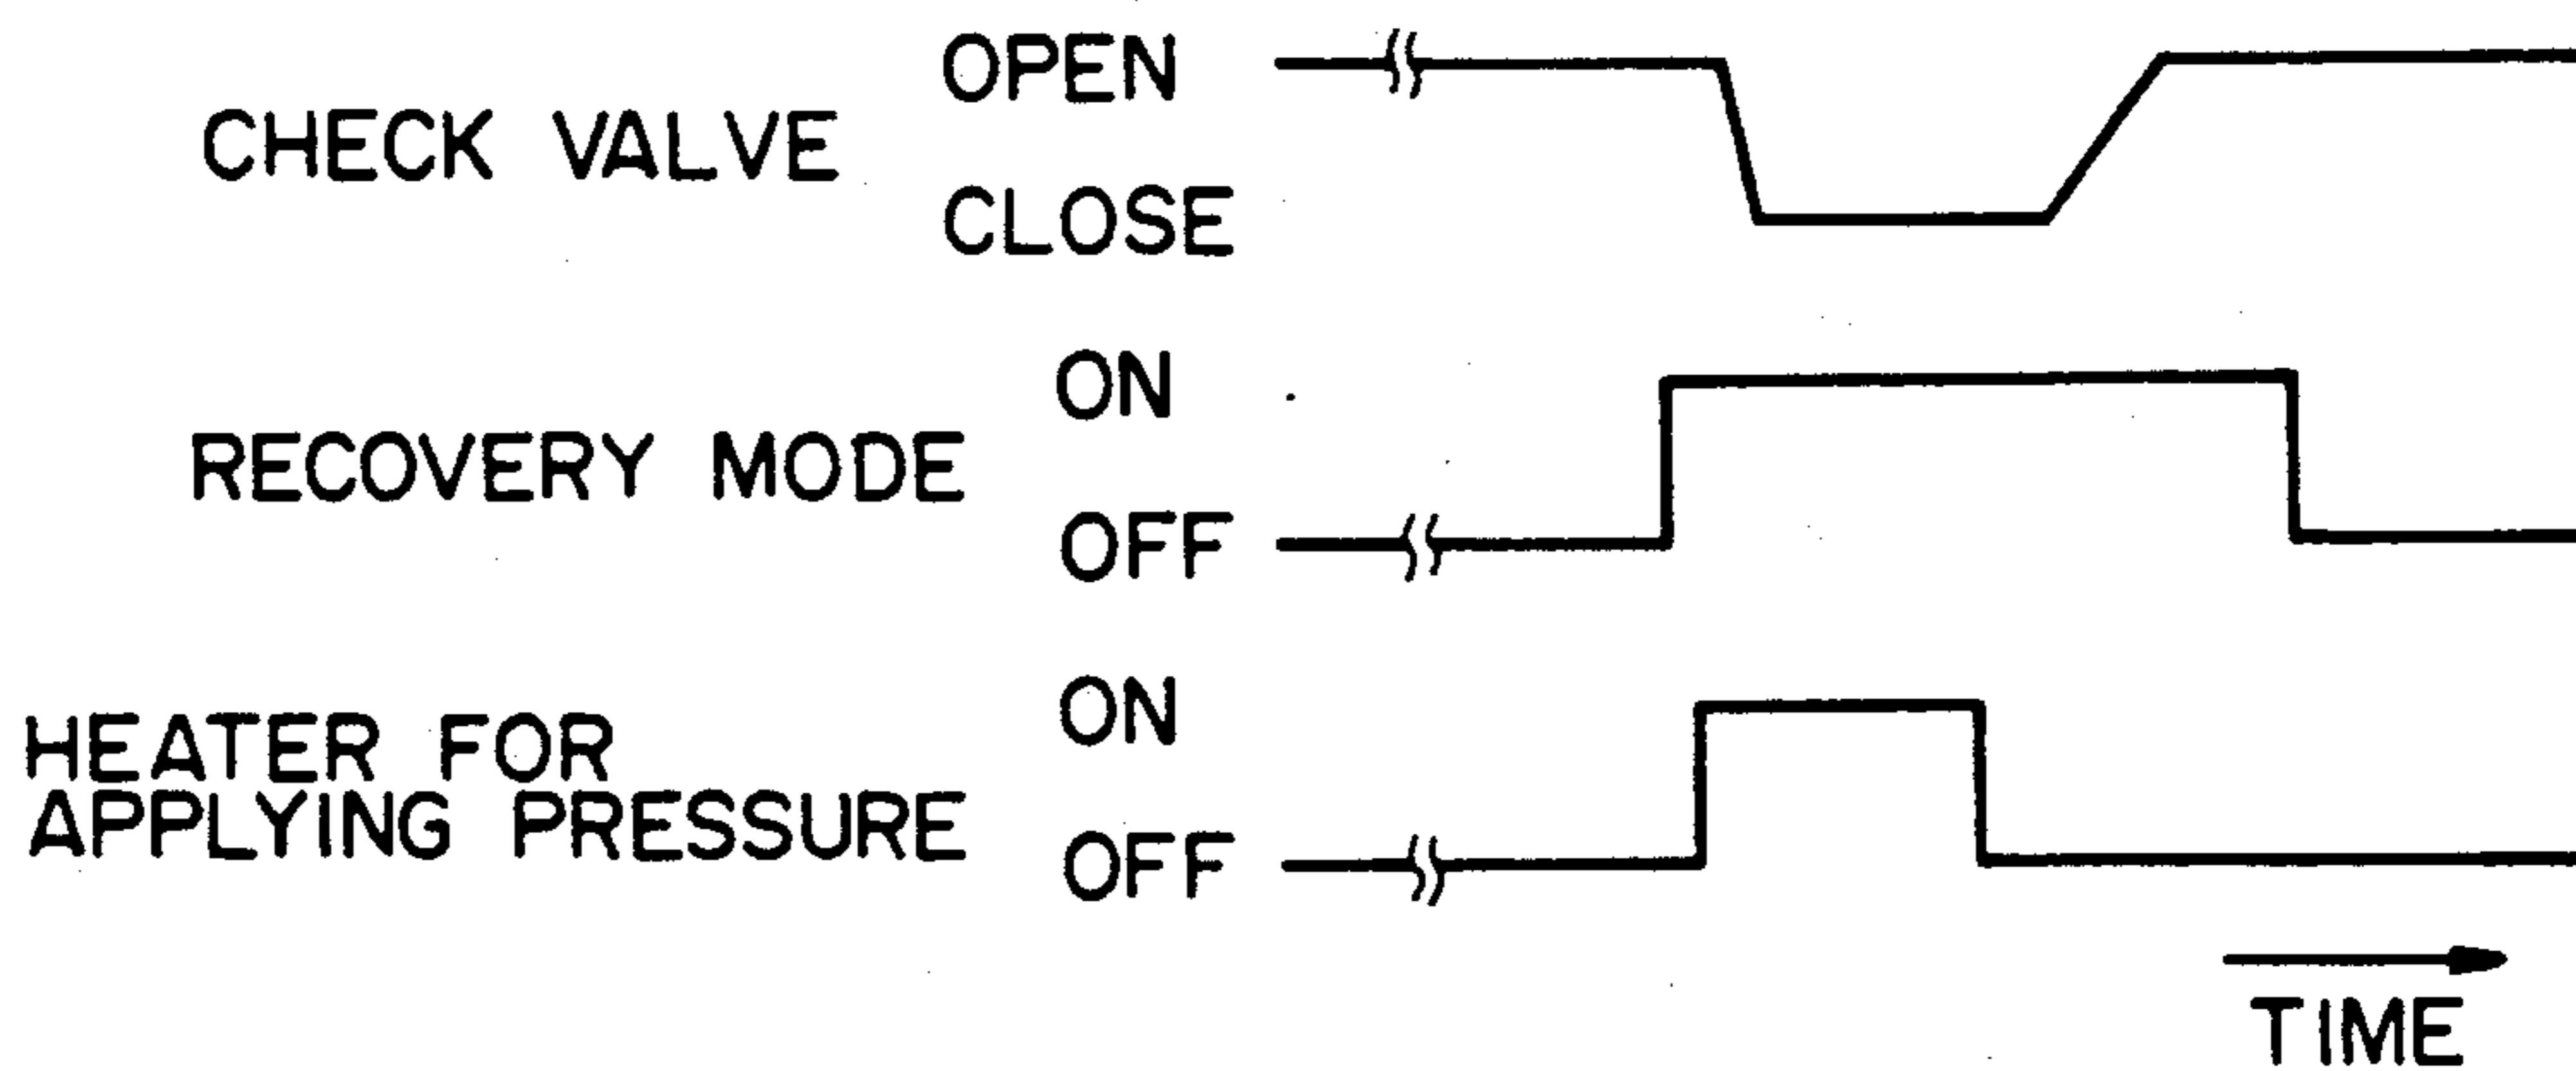 OPEN
CHECK VALVE
CLOSE
ON
RECOVERY MODE
OFF
ON
HEATER FOR
APPLYING PRESSURE
OFF
TIME